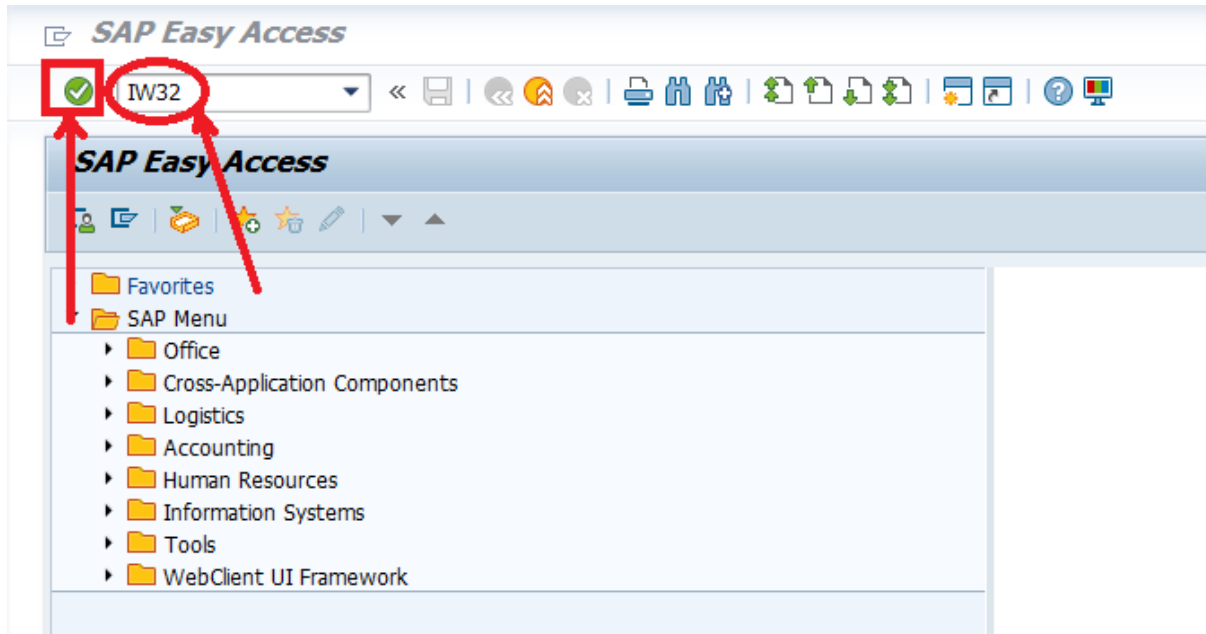 SAP Easy Access
IW32
SAP Easy Access
Favorites
SAP Menu
Office
Cross-Application Components
Logistics
Accounting
Human Resources
Information Systems
Tools
WebClient UI Framework